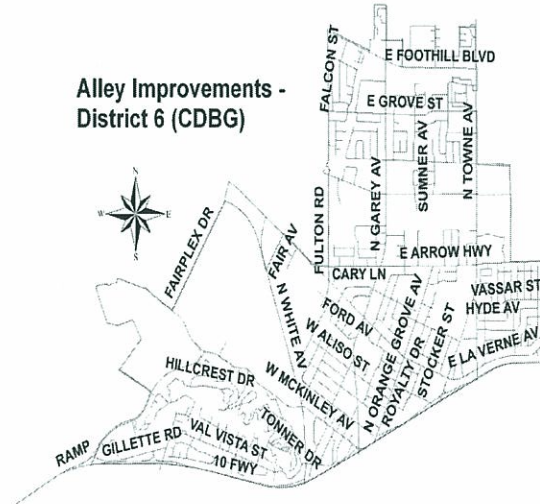 Alley Improvements -
District 6 (CDBG)
FALCON ST
E FOOTHILL BLVD
E GROVE ST
SUMNER AV
N TOWNE AV
N GAREY AV
FULTON RD
E ARROW HWY
CARY LN
N
W
E
S
FAIRPLEX DR
FAIR AV
N WHITE AV
FORD AV
W ALISO ST
N ORANGE GROVE AV
ROYALTY DR
STOCKER ST
VASSAR ST
HYDE AV
E LA VERNE AV
HILLCREST DR
W MCKINLEY AV
TONNER DR
VAL VISTA ST
GILLETTE RD
10 FWY
RAMP